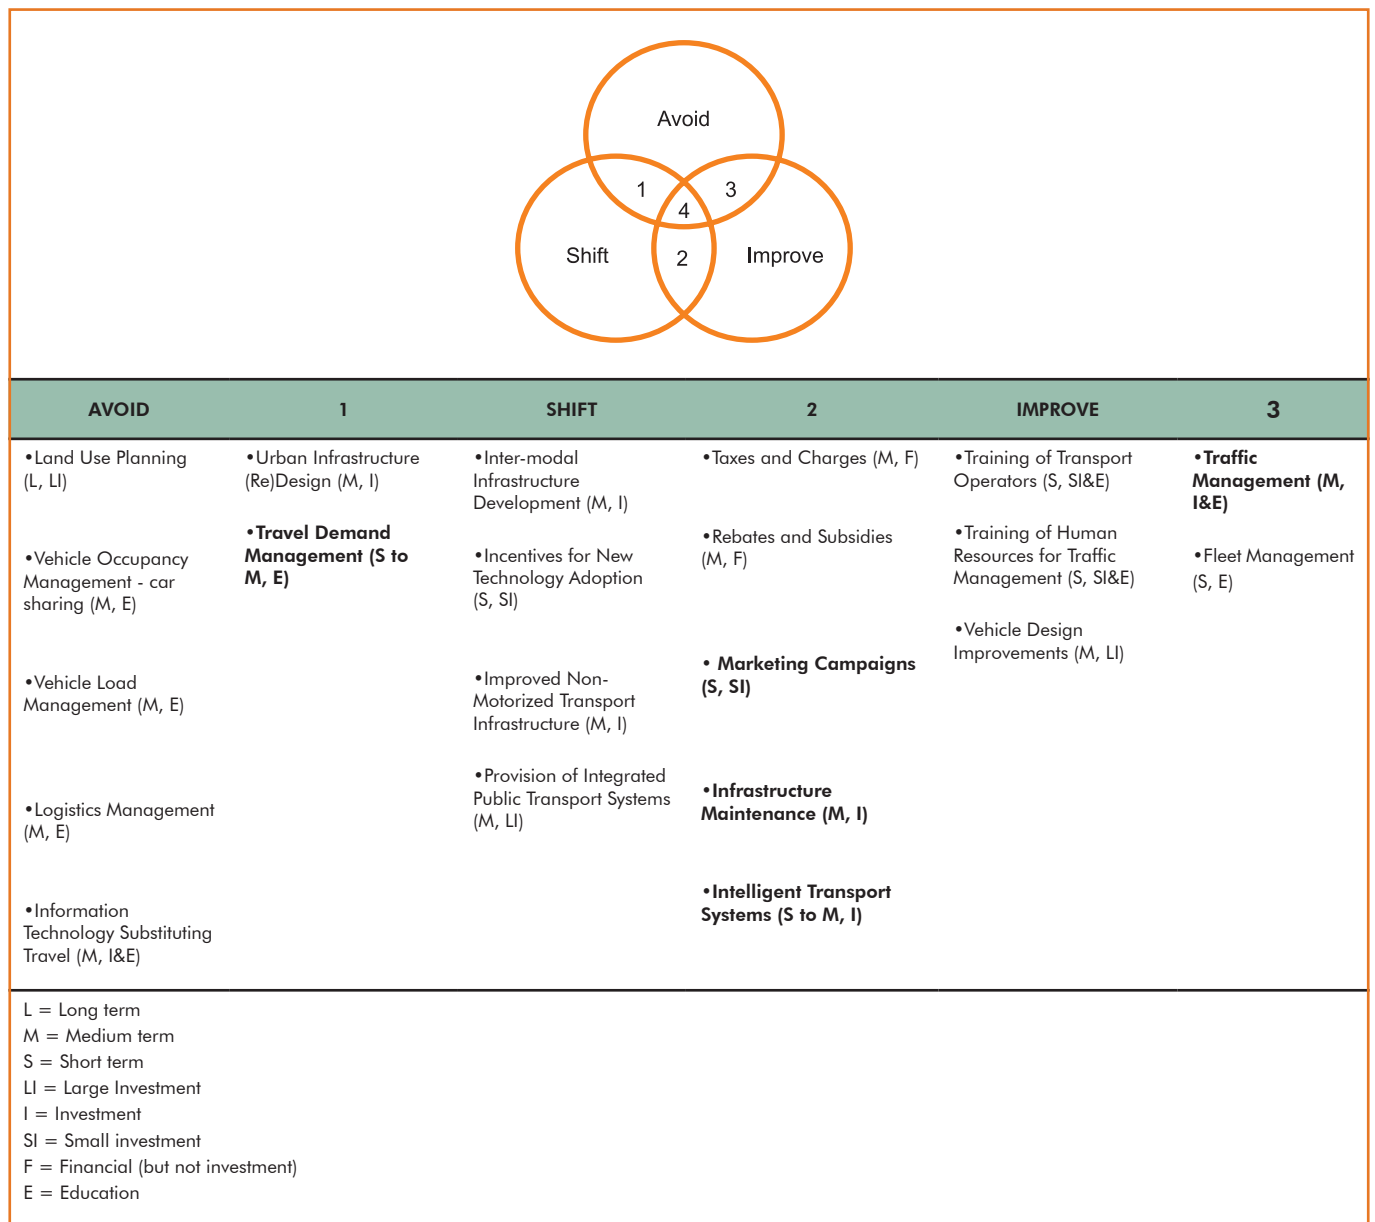 Avoid
1
3
4
Shift
2
Improve
AVOID
1
SHIFT
2
IMPROVE
3
•Land Use Planning
(L, LI)
•Vehicle Occupancy
Management - car
sharing (M, E)
•Vehicle Load
Management (M, E)
•Logistics Management
(M, E)
•Information
Technology Substituting
Travel (M, I&E)
•Urban Infrastructure
(Re)Design (M, I)
•Travel Demand
Management (S to
M, E)
•Inter-modal
Infrastructure
Development (M, I)
•Incentives for New
Technology Adoption
(S, SI)
•Improved Non-
Motorized Transport
Infrastructure (M, I)
•Provision of Integrated
Public Transport Systems
(M, LI)
•Taxes and Charges (M, F)
•Rebates and Subsidies
(M, F)
• Marketing Campaigns
(S, SI)
•Infrastructure
Maintenance (M, I)
•Intelligent Transport
Systems (S to M, I)
•Training of Transport
Operators (S, SI&E)
•Training of Human
Resources for Traffic
Management (S, SI&E)
•Vehicle Design
Improvements (M, LI)
•Traffic
Management (M,
I&E)
•Fleet Management
(S, E)
L = Long term
M = Medium term
S = Short term
LI = Large Investment
I = Investment
SI = Small investment
F = Financial (but not investment)
E = Education